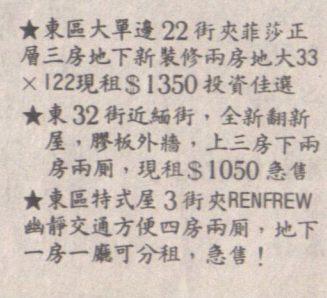 ★東區大單邊22街夾菲莎正
層三房地下新裝修兩房地大33
×122現租$1350投資佳選
★東32街近緬街，全新翻新
屋，膠板外牆，上三房下兩
房兩厠，現租$1050急售
★東區特式屋3街夾RENFREW
幽靜交通方便四房兩厠，地下
一房一廳可分租，急售！